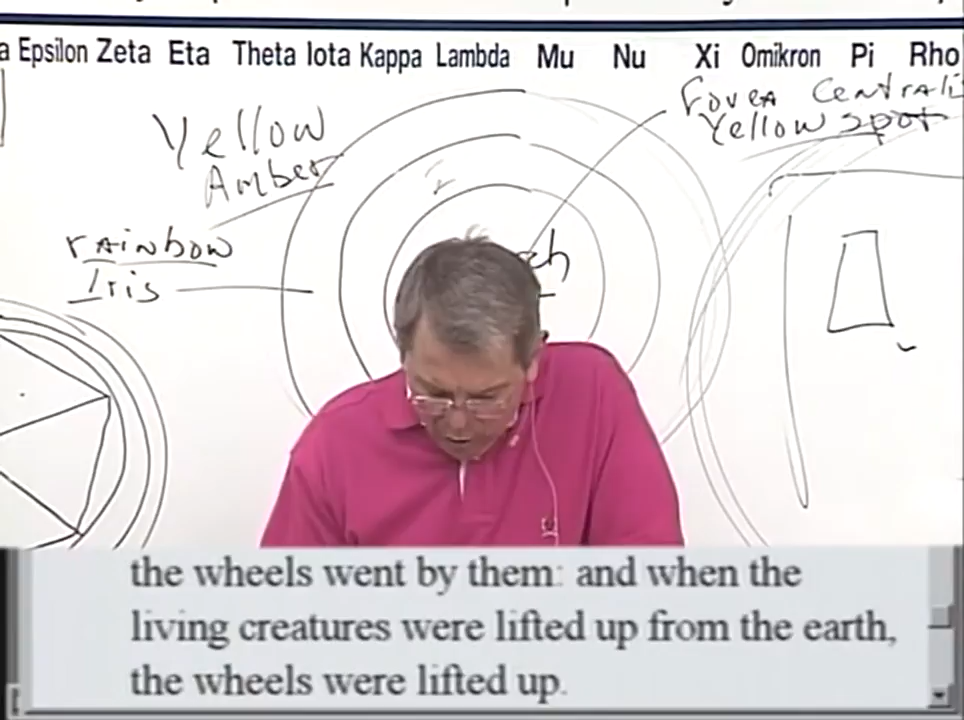 Epsilon Zeta Eta Theta Iota Kappa Lambda Mu Nu Xi Omikron Pi Rho
Fovea Centrali
Yellow spot
Yellow
Amber
rainbow
Iris
the wheels went by them: and when the
living creatures were lifted up from the earth,
the wheels were lifted up.